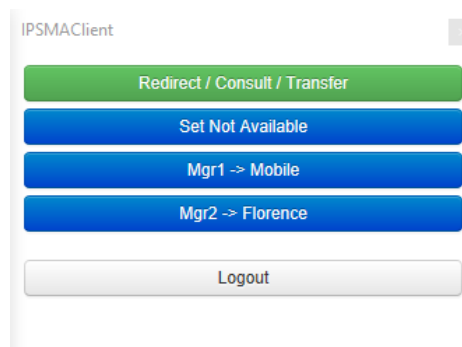 IPSMAClient
Redirect / Consult / Transfer
Set Not Available
Mgr1 -> Mobile
Mgr2 -> Florence
Logout